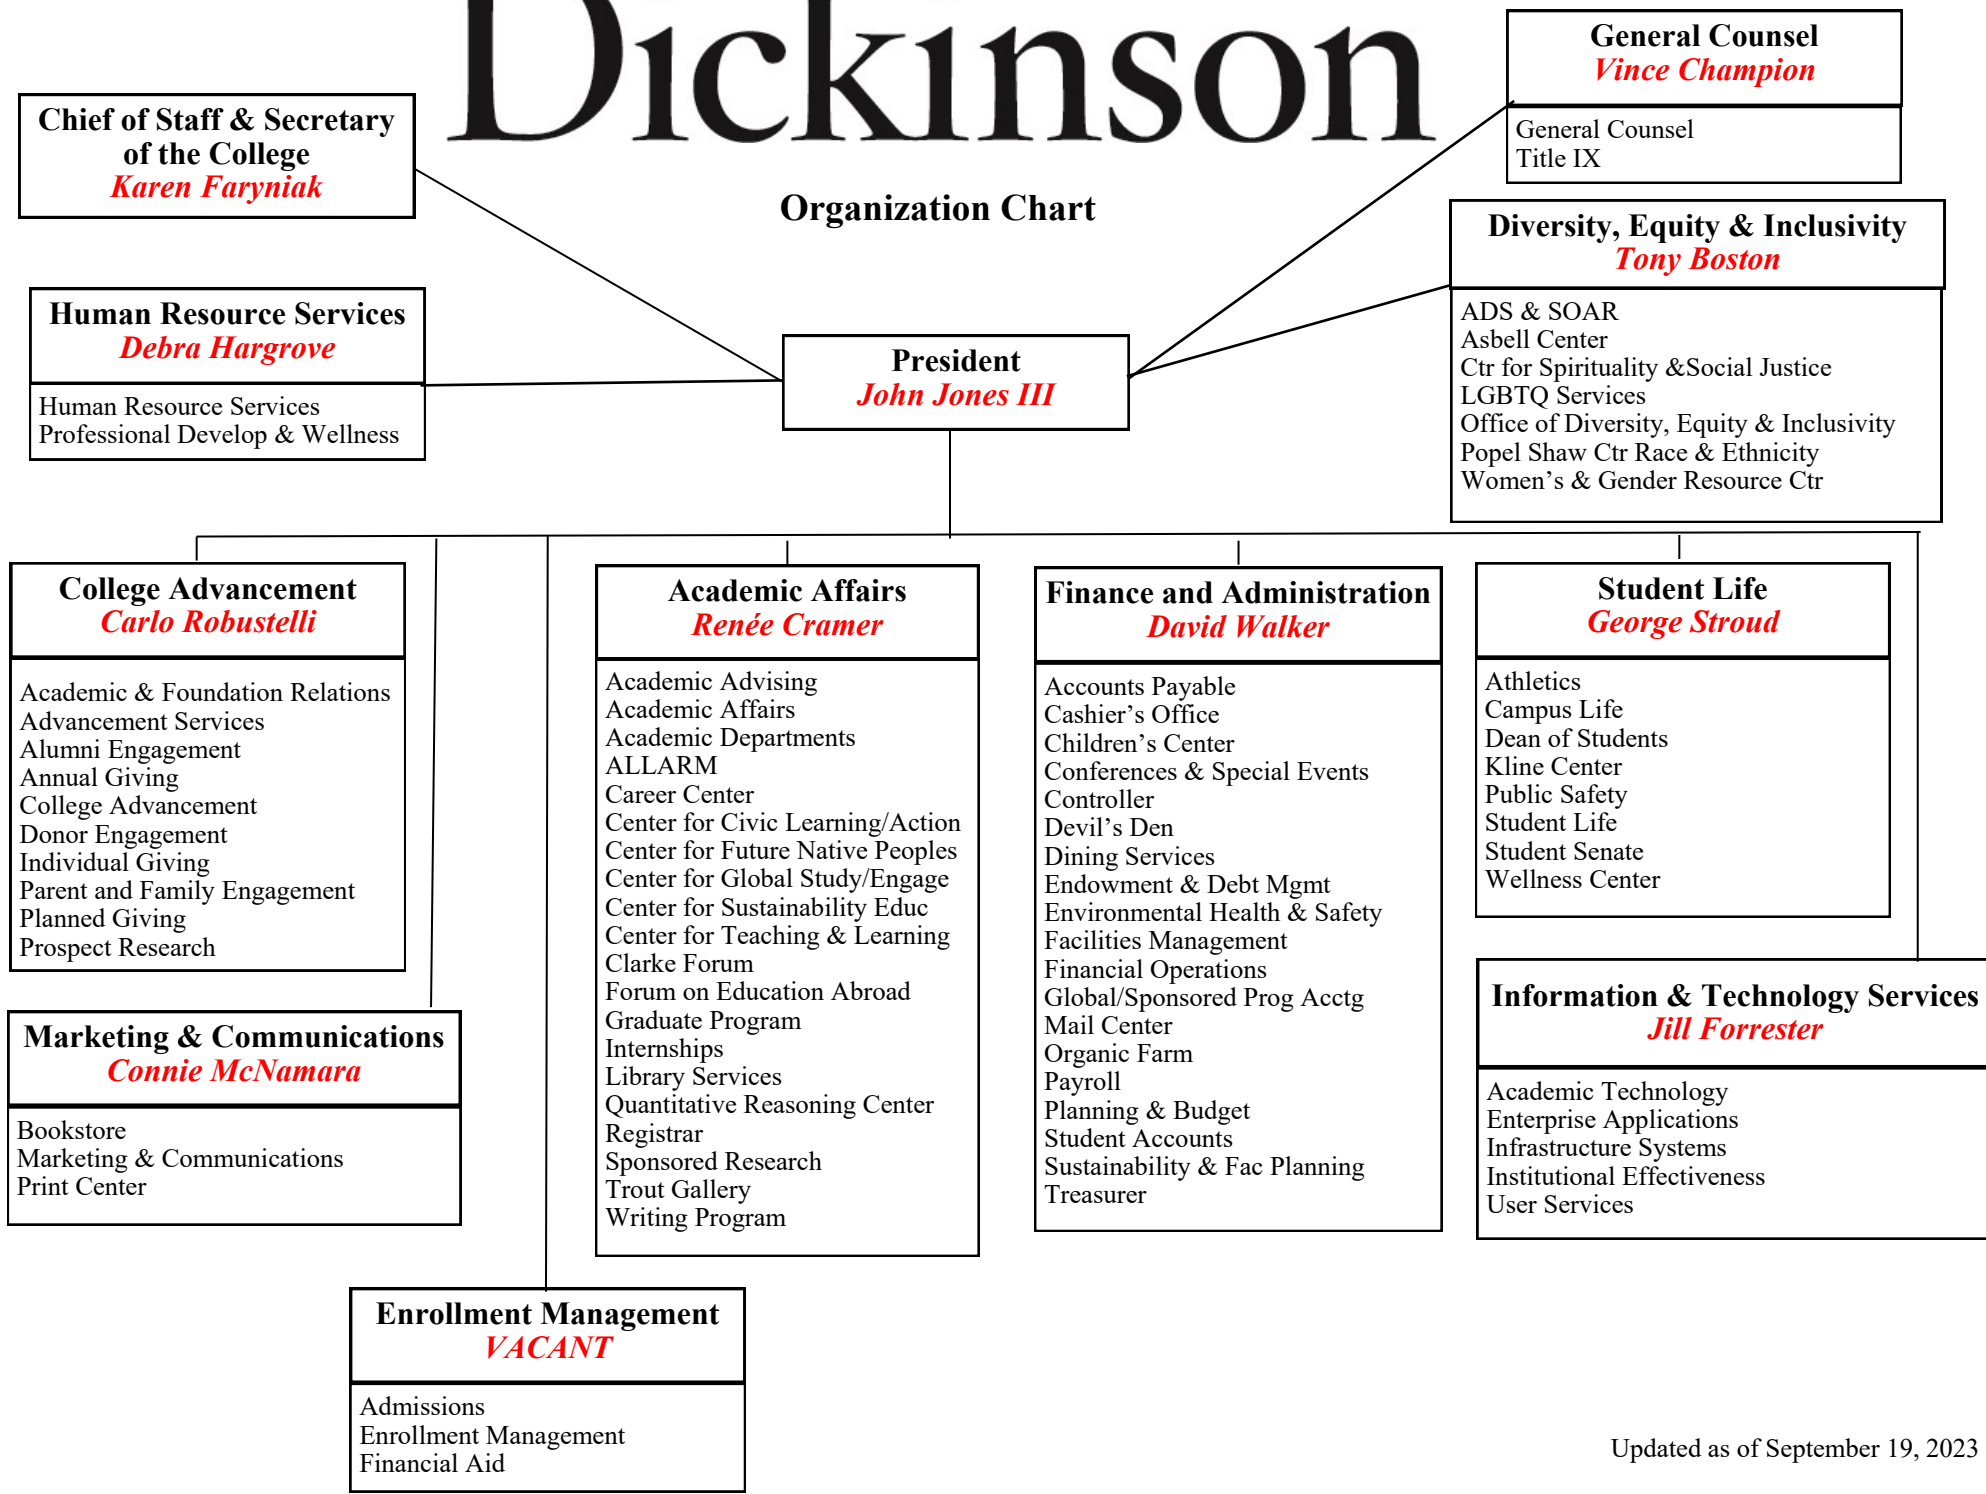 Dickinson
Organization Chart
Chief of Staff & Secretary
of the College
Karen Faryniak
General Counsel
Vince Champion
General Counsel
Title IX
Human Resource Services
Debra Hargrove
Human Resource Services
Professional Develop & Wellness
President
John Jones III
Diversity, Equity & Inclusivity
Tony Boston
ADS & SOAR
Asbell Center
Ctr for Spirituality &Social Justice
LGBTQ Services
Office of Diversity, Equity & Inclusivity
Popel Shaw Ctr Race & Ethnicity
Women’s & Gender Resource Ctr
College Advancement
Carlo Robustelli
Academic & Foundation Relations
Advancement Services
Alumni Engagement
Annual Giving
College Advancement
Donor Engagement
Individual Giving
Parent and Family Engagement
Planned Giving
Prospect Research
Marketing & Communications
Connie McNamara
Bookstore
Marketing & Communications
Print Center
Enrollment Management
VACANT
Admissions
Enrollment Management
Financial Aid
Academic Affairs
Renée Cramer
Academic Advising
Academic Affairs
Academic Departments
ALLARM
Career Center
Center for Civic Learning/Action
Center for Future Native Peoples
Center for Global Study/Engage
Center for Sustainability Educ
Center for Teaching & Learning
Clarke Forum
Forum on Education Abroad
Graduate Program
Internships
Library Services
Quantitative Reasoning Center
Registrar
Sponsored Research
Trout Gallery
Writing Program
Finance and Administration
David Walker
Accounts Payable
Cashier’s Office
Children’s Center
Conferences & Special Events
Controller
Devil’s Den
Dining Services
Endowment & Debt Mgmt
Environmental Health & Safety
Facilities Management
Financial Operations
Global/Sponsored Prog Acctg
Mail Center
Organic Farm
Payroll
Planning & Budget
Student Accounts
Sustainability & Fac Planning
Treasurer
Student Life
George Stroud
Athletics
Campus Life
Dean of Students
Kline Center
Public Safety
Student Life
Student Senate
Wellness Center
Information & Technology Services
Jill Forrester
Academic Technology
Enterprise Applications
Infrastructure Systems
Institutional Effectiveness
User Services
Updated as of September 19, 2023